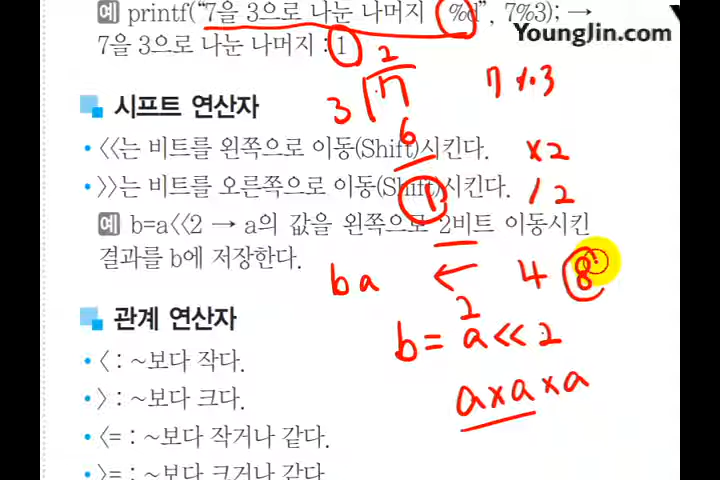 예 printf("7을 3으로 나눈 나머지 : %d", 7%3); →
YoungJin.com
7을 3으로 나눈 나머지 : 1
2
3 7
7 % 3
6
1
시프트 연산자
• <<는 비트를 왼쪽으로 이동(Shift)시킨다. ×2
• >>는 비트를 오른쪽으로 이동(Shift)시킨다. /2
예 b=a<<2 → a의 값을 왼쪽으로 2비트 이동시킨
결과를 b에 저장한다.
b a ← 4 8
관계 연산자
2
b = a << 2
• < : ~보다 작다.
a×a×a
• > : ~보다 크다.
• <= : ~보다 작거나 같다.
• >= : ~보다 크거나 같다.